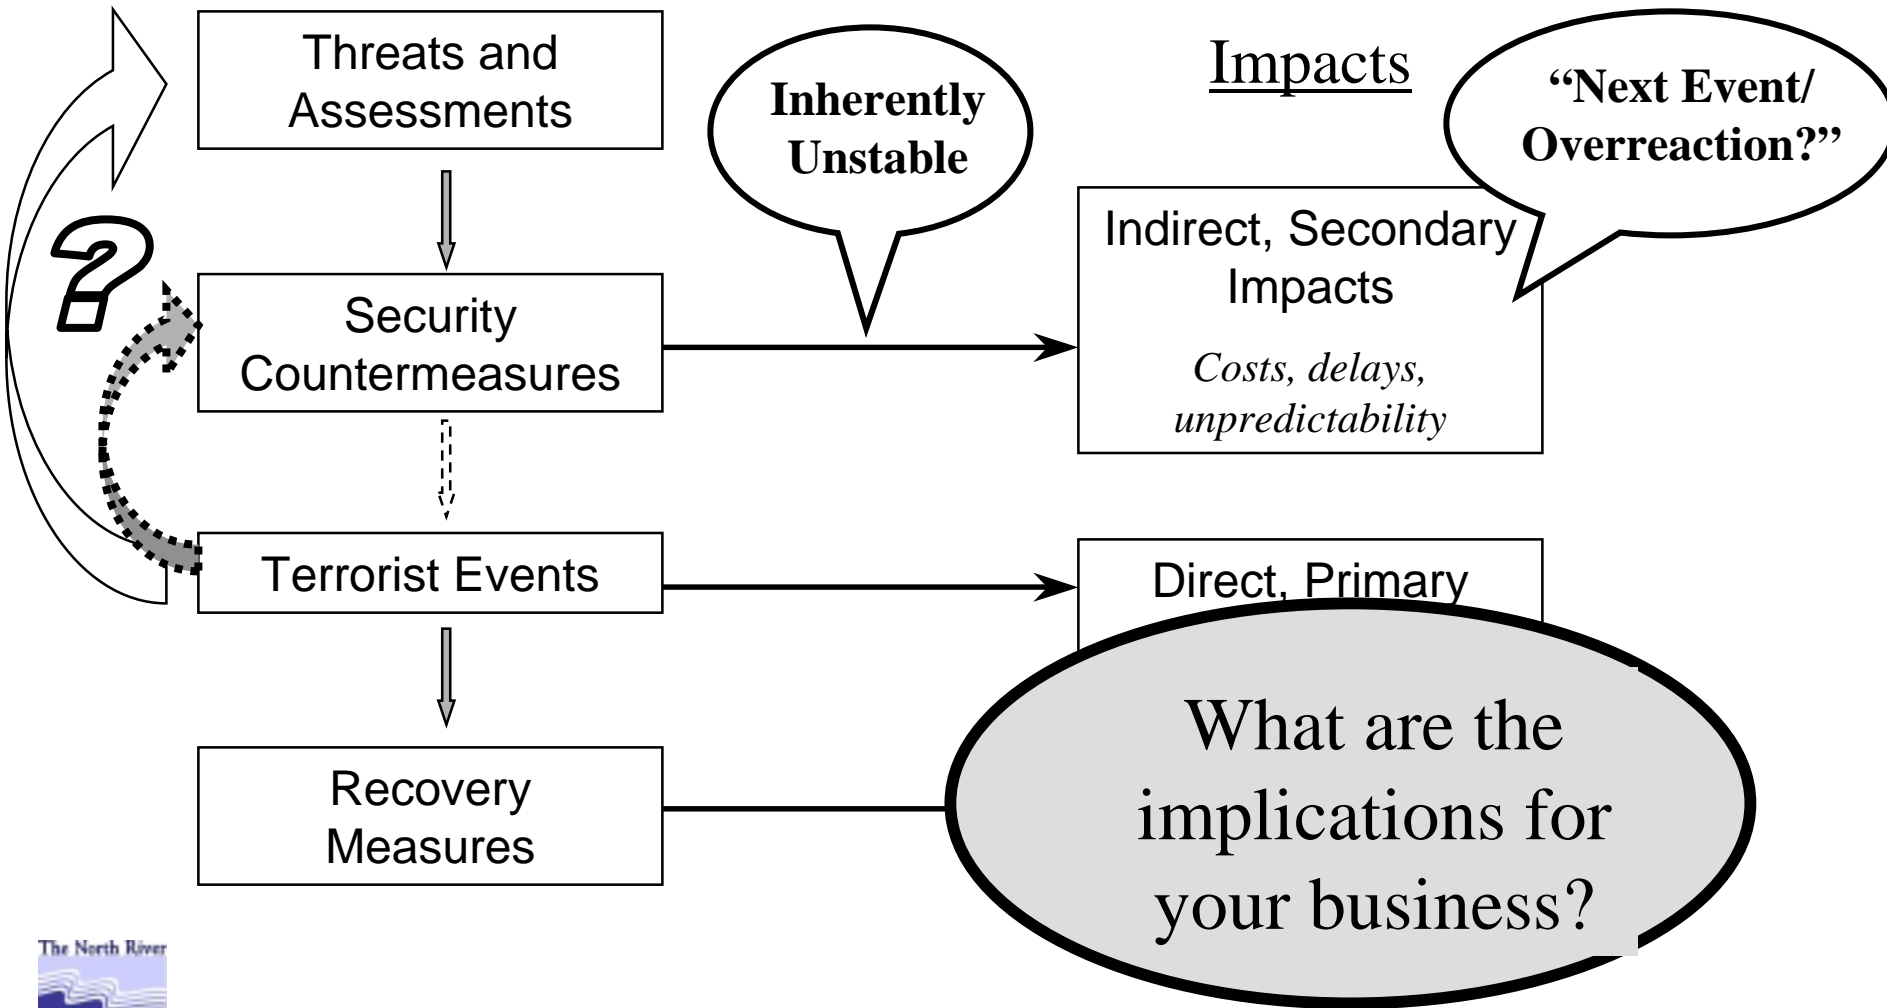 Threats and
Assessments
Inherently
Unstable
Impacts
“Next Event/
Overreaction?”
?
Security
Countermeasures
Indirect, Secondary
Impacts
Costs, delays,
unpredictability
Terrorist Events
Direct, Primary
Recovery
Measures
What are the
implications for
your business?
The North River